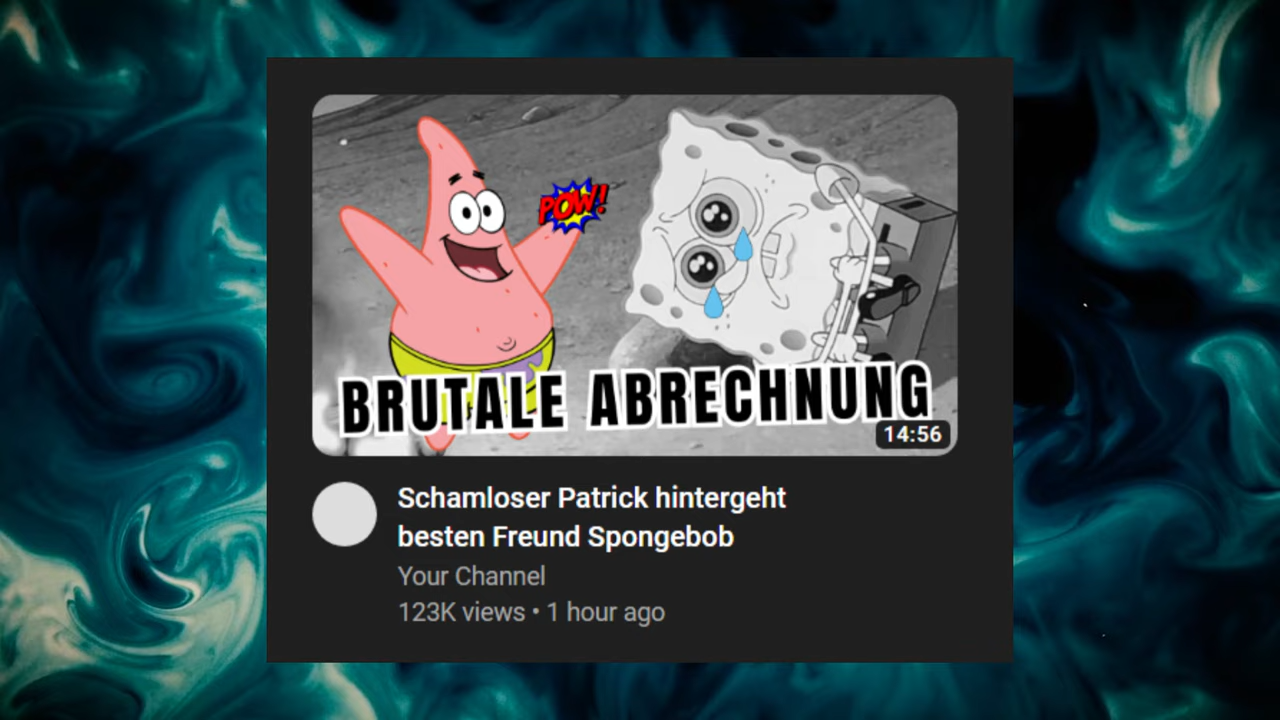 POW!
BRUTALE ABRECHNUNG
14:56
Schamloser Patrick hintergeht
besten Freund Spongebob
Your Channel
123K views • 1 hour ago